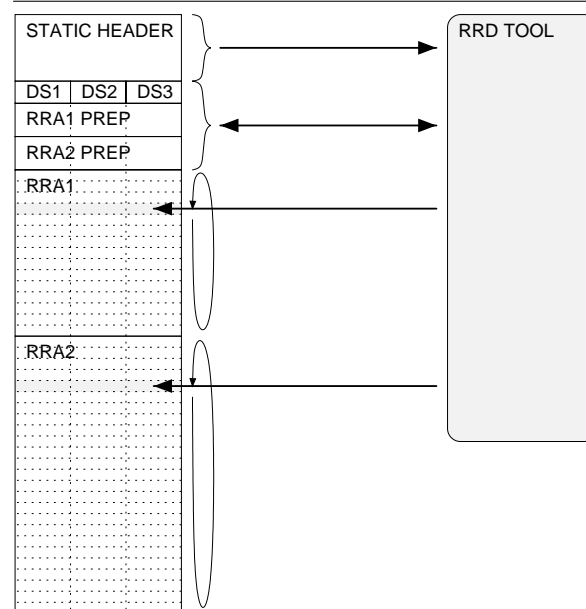 STATIC HEADER
RRD TOOL
DS1 DS2 DS3
RRA1 PREP
RRA2 PREP
RRA1
RRA2